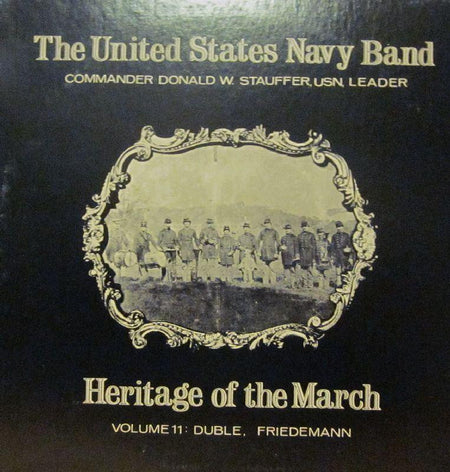 The United States Navy Band
COMMANDER DONALD W. STAUFFER, USN, LEADER
Heritage of the March
VOLUME 11: DUBLE, FRIEDEMANN